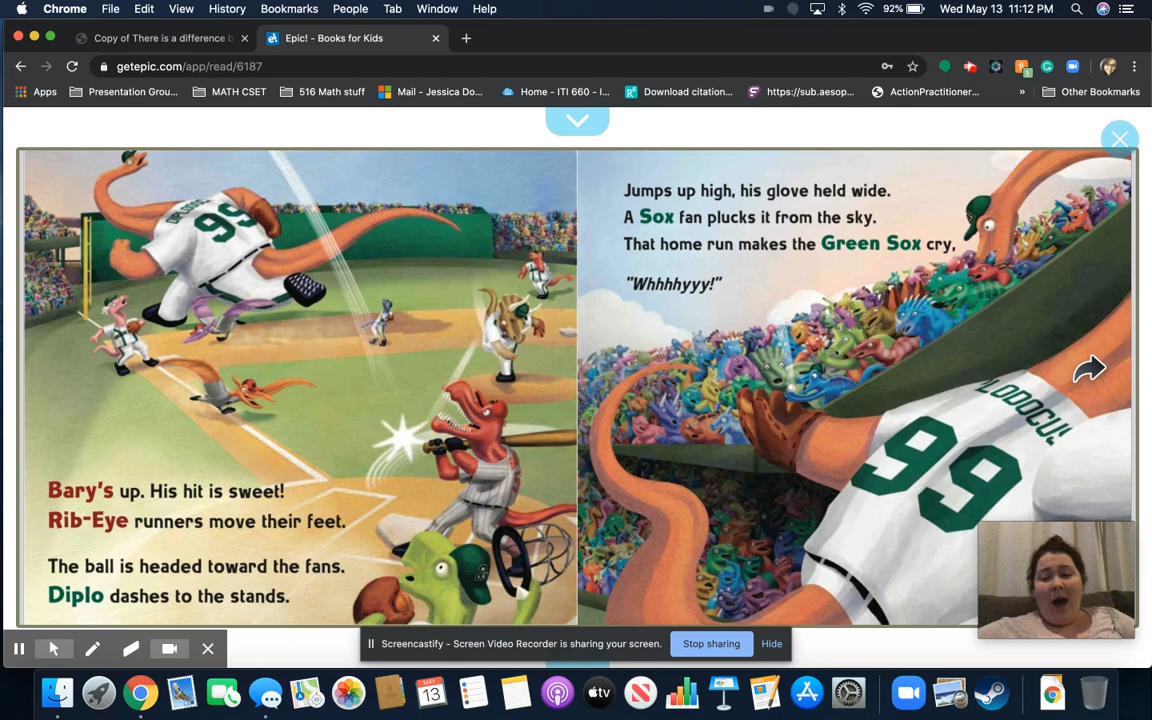 Chrome File Edit View History Bookmarks People Tab Window Help 92% Wed May 13 11:12 PM
Copy of There is a difference b Epic! - Books for Kids
getepic.com/app/read/6187
Apps Presentation Grou... MATH CSET 516 Math stuff Mail - Jessica Do... Home - ITI 660 - I... Download citation... https://sub.aesop... ActionPractitioner... » Other Bookmarks
99
Bary's up. His hit is sweet!
Rib-Eye runners move their feet.
The ball is headed toward the fans.
Diplo dashes to the stands.
Jumps up high, his glove held wide.
A Sox fan plucks it from the sky.
That home run makes the Green Sox cry,
"Whhhhyyy!"
LODOCUS
99
Screencastify - Screen Video Recorder is sharing your screen. Stop sharing Hide
MAY
13
tv